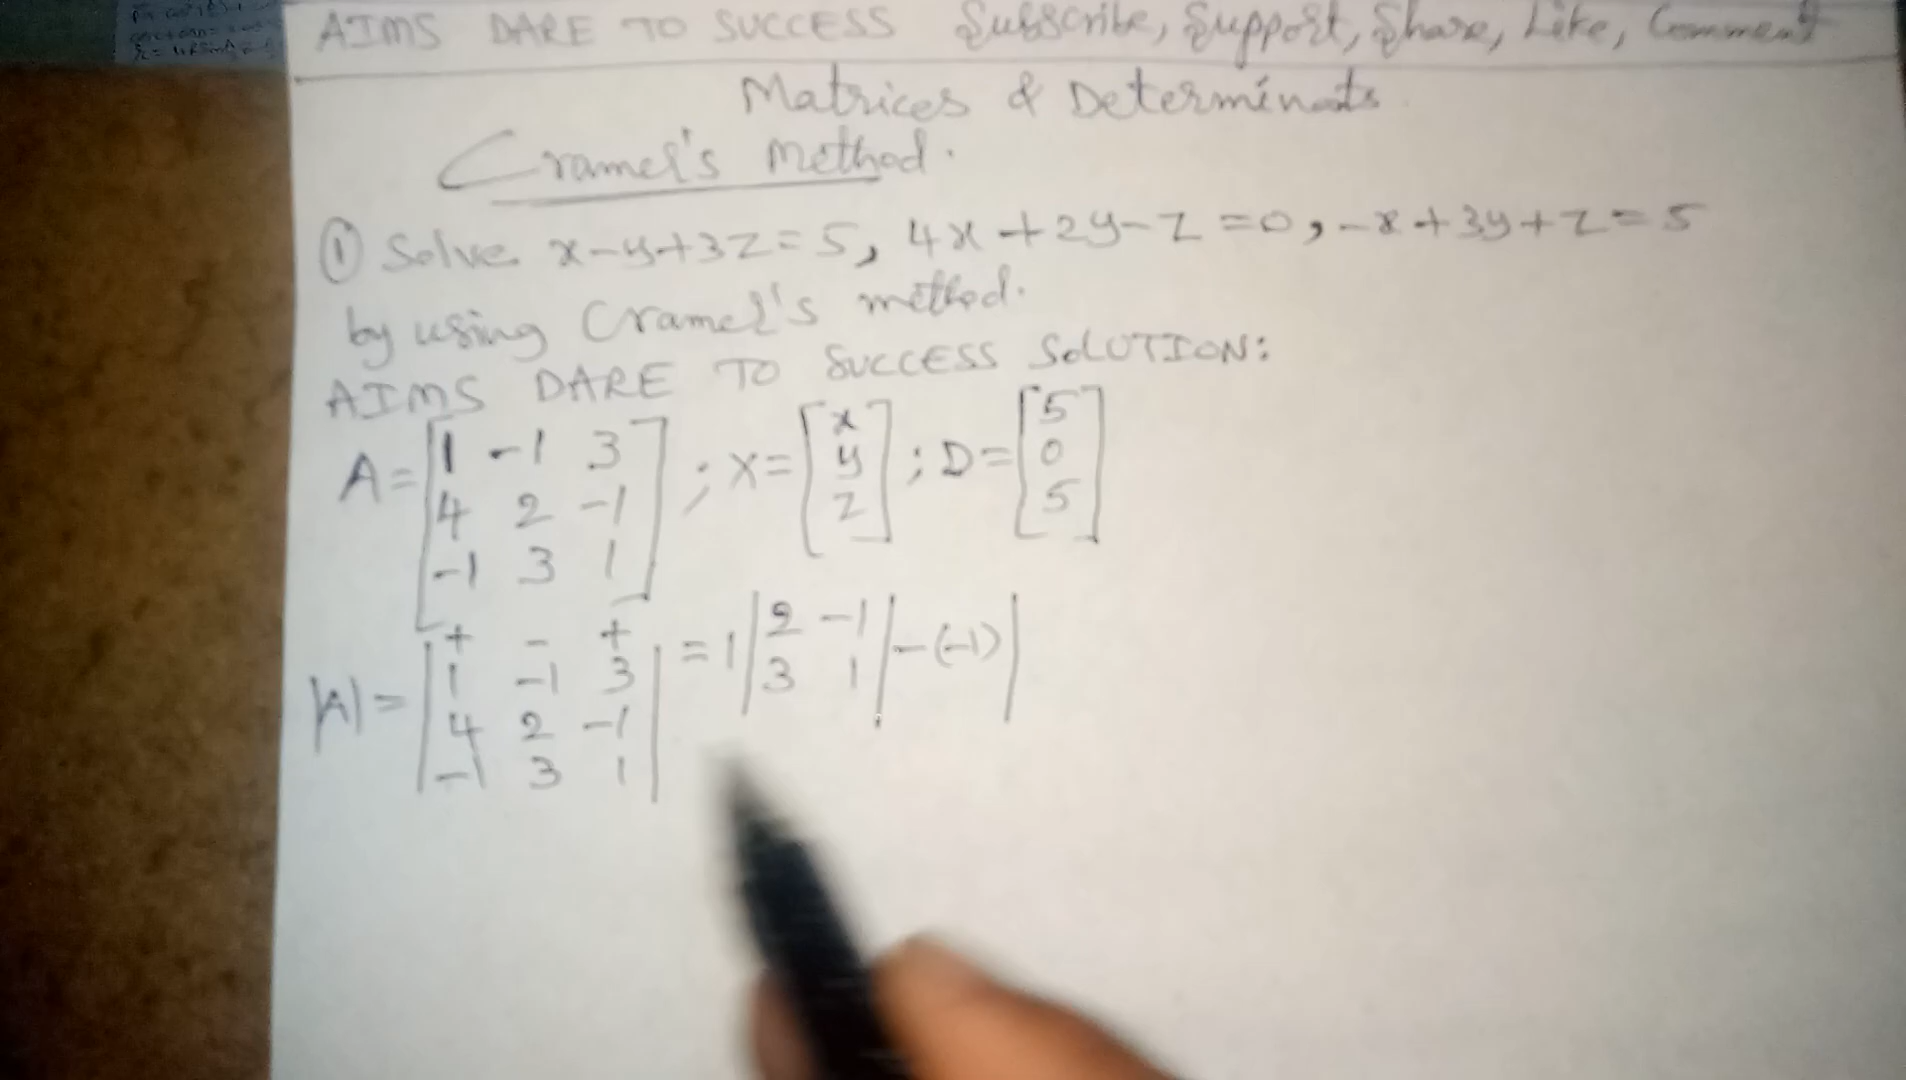 AIMS DARE TO SUCCESS Subscribe, Support, Share, Like, Comment
Matrices & Determinants
Cramer's Method.
① Solve x-y+3z=5, 4x+2y-z=0, -x+3y+z=5
by using Cramer's method.
AIMS DARE TO SUCCESS SOLUTION:
A=[1 -1 3; X=[x; D=[5
4 2 -1 y 0
-1 3 1] z] 5]
+ - +
|A|=|1 -1 3 =1|2 -1|-(-1)| |
4 2 -1 3 1
-1 3 1|